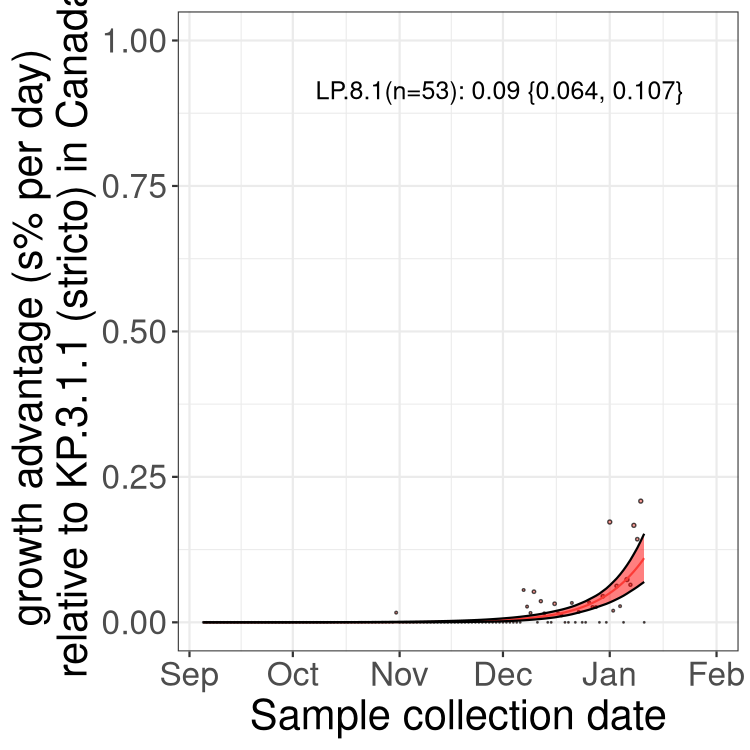 growth advantage (s% per day)
relative to KP.3.1.1 (stricto) in Canada
1.00
0.75
0.50
0.25
0.00
LP.8.1(n=53): 0.09 {0.064, 0.107}
Sep Oct Nov Dec Jan Feb
Sample collection date